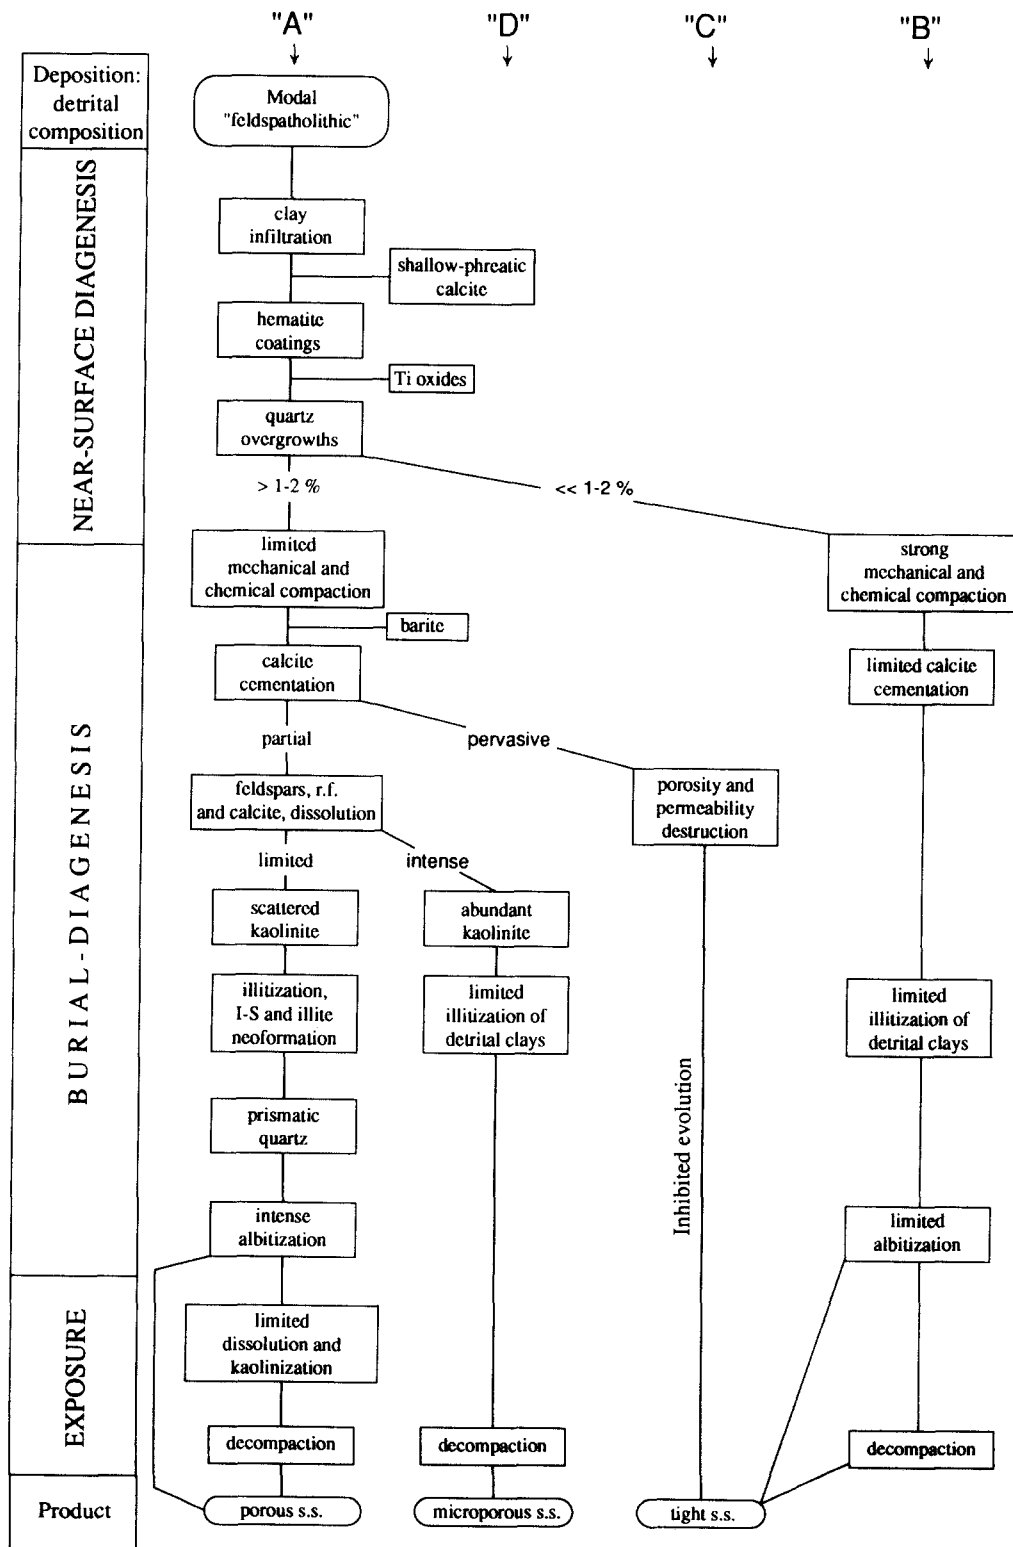 "A"
"D"
"C"
"B"
Deposition:
detrital
composition
Modal
"feldspatholithic"
NEAR-SURFACE DIAGENESIS
clay
infiltration
shallow-phreatic
calcite
hematite
coatings
Ti oxides
quartz
overgrowths
> 1-2 %
<< 1-2 %
BURIAL-DIAGENESIS
limited
mechanical and
chemical compaction
strong
mechanical and
chemical compaction
barite
calcite
cementation
limited calcite
cementation
partial
pervasive
feldspars, r.f.
and calcite, dissolution
porosity and
permeability
destruction
limited
intense
scattered
kaolinite
abundant
kaolinite
illitization,
I-S and illite
neoformation
limited
illitization of
detrital clays
limited
illitization of
detrital clays
Inhibited evolution
prismatic
quartz
intense
albitization
limited
albitization
EXPOSURE
limited
dissolution and
kaolinization
decompaction
decompaction
decompaction
Product
porous s.s.
microporous s.s.
tight s.s.